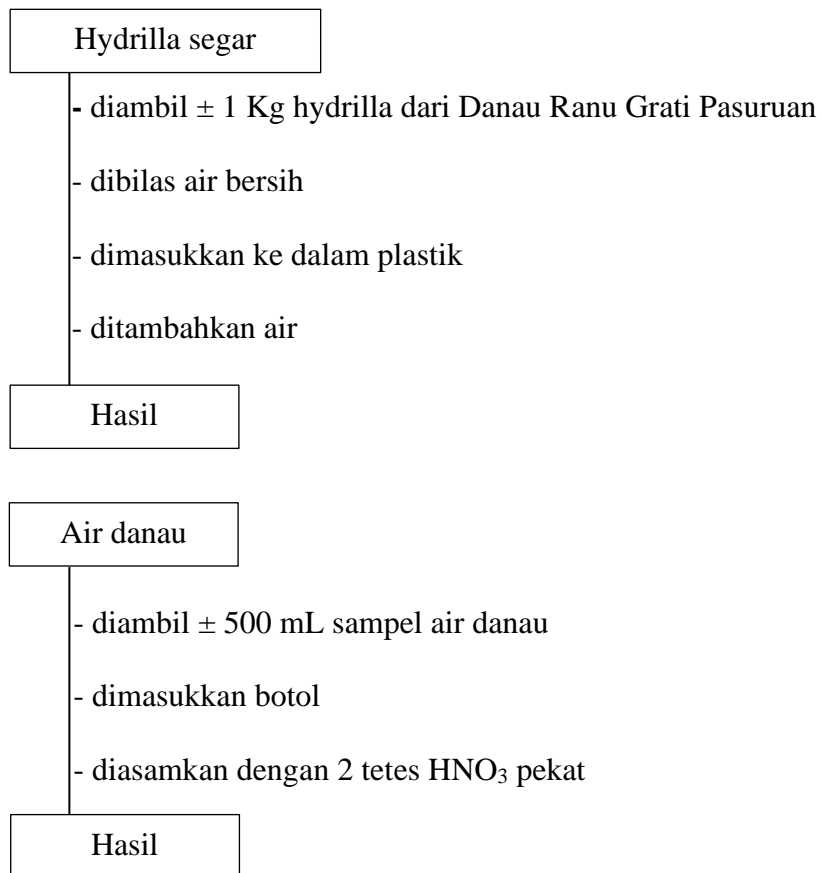 Hydrilla segar
- diambil ± 1 Kg hydrilla dari Danau Ranu Grati Pasuruan
- dibilas air bersih
- dimasukkan ke dalam plastik
- ditambahkan air
Hasil
Air danau
- diambil ± 500 mL sampel air danau
- dimasukkan botol
- diasamkan dengan 2 tetes HNO₃ pekat
Hasil